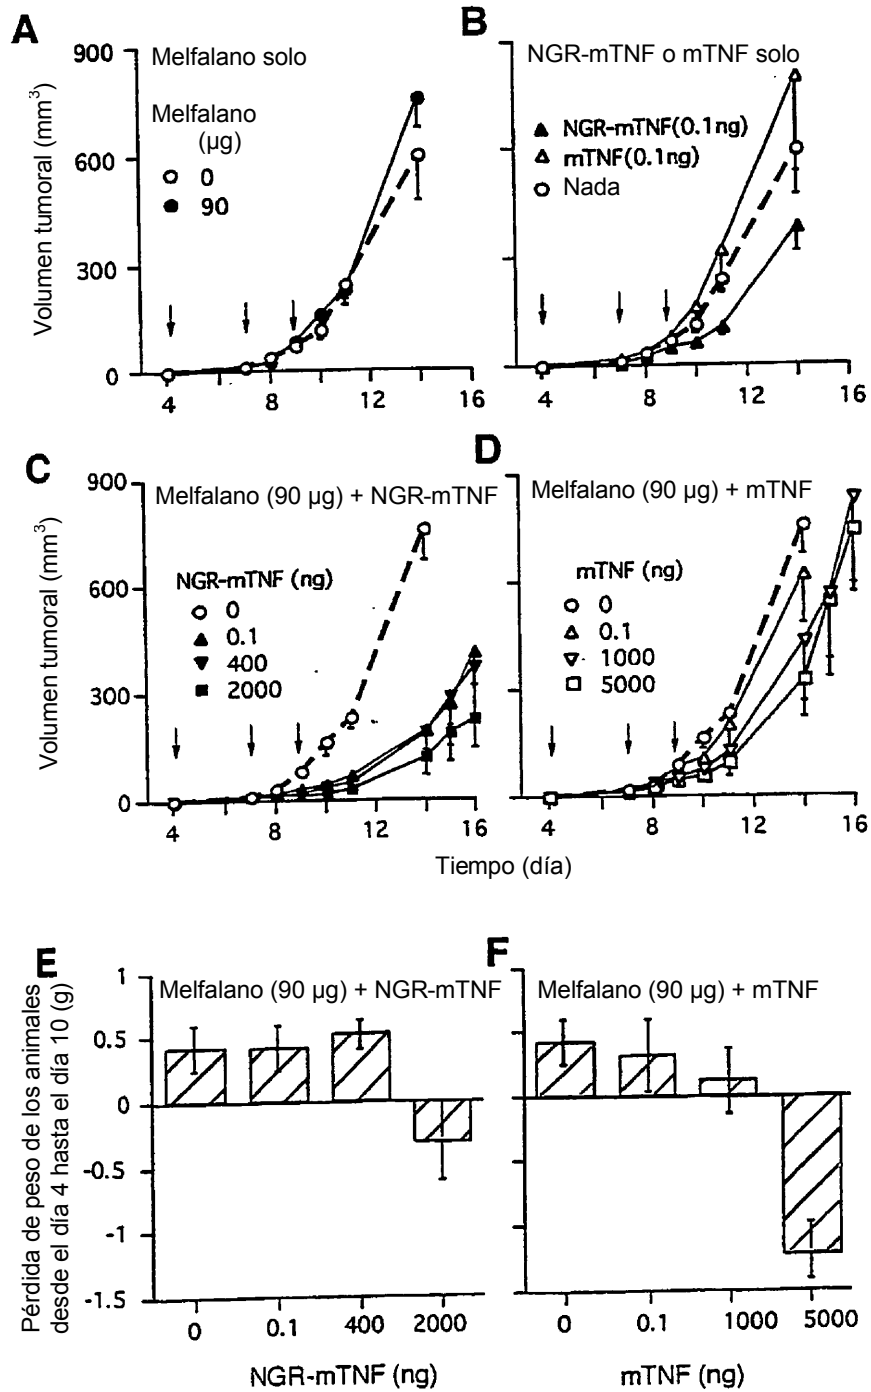 A
B
900
600
300
0
Volumen tumoral (mm³)
Melfalano solo
Melfalano
(µg)
0
90
4
8
12
16
NGR-mTNF o mTNF solo
NGR-mTNF(0.1ng)
mTNF(0.1ng)
Nada
4
8
12
16
C
D
900
600
300
0
Volumen tumoral (mm³)
Melfalano (90 µg) + NGR-mTNF
NGR-mTNF (ng)
0
0.1
400
2000
4
8
12
16
Melfalano (90 µg) + mTNF
mTNF (ng)
0
0.1
1000
5000
4
8
12
16
Tiempo (día)
E
F
Pérdida de peso de los animales
desde el día 4 hasta el día 10 (g)
1
0.5
0
-0.5
-1
-1.5
Melfalano (90 µg) + NGR-mTNF
0
0.1
400
2000
NGR-mTNF (ng)
Melfalano (90 µg) + mTNF
0
0.1
1000
5000
mTNF (ng)